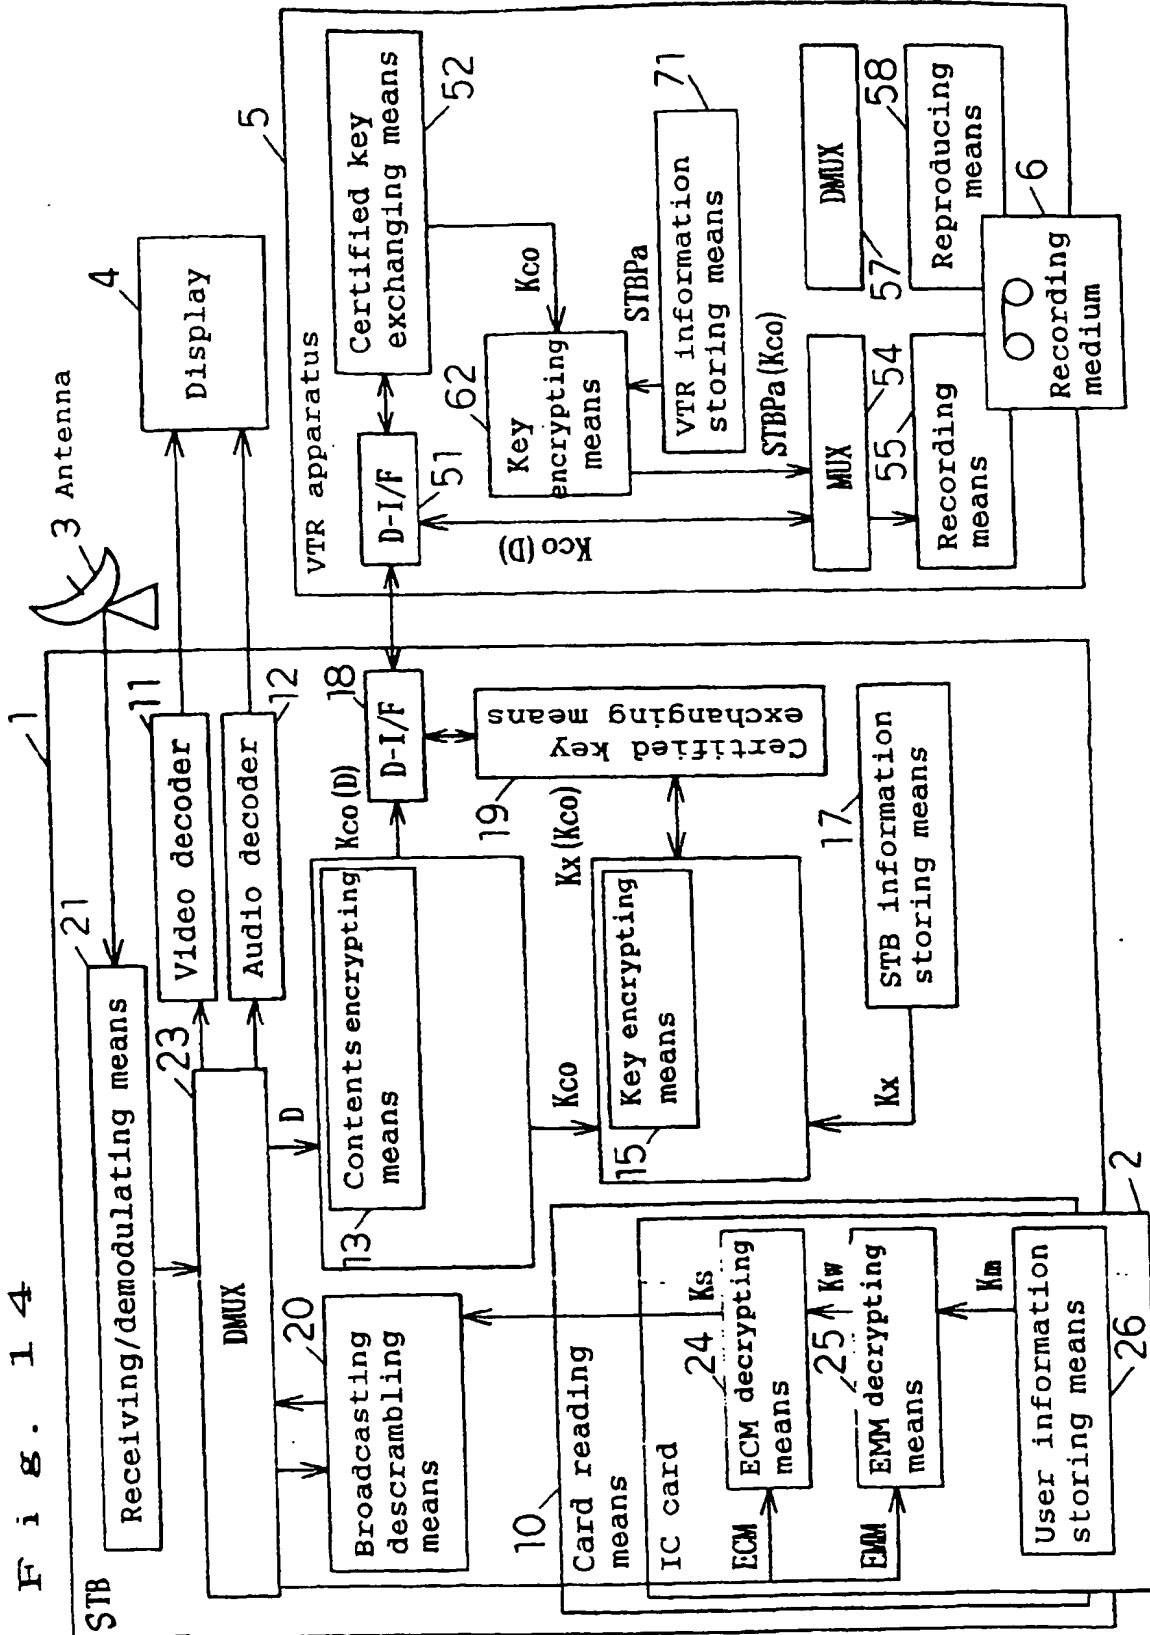 Fig. 14
STB
1
Receiving/demodulating means
21
3 Antenna
4
Display
DMUX
23
Video decoder
11
Audio decoder
12
D
Contents encrypting
means
13
Kco(D)
D-I/F
18
Certified key
exchanging means
19
Kx(Kco)
Kco
Key encrypting
means
15
Kx
STB information
storing means
17
Broadcasting
descrambling
means
20
Ks
10
Card reading
means
IC card
2
ECM
ECM decrypting
means
24
Kw
EMM
EMM decrypting
means
25
Km
User information
storing means
26
5
VTR apparatus
D-I/F
51
Certified key
exchanging means
52
Kco
Key
encrypting
means
62
STBPa
VTR information
storing means
71
Kco(D)
STBPa(Kco)
MUX
54
DMUX
57
Recording
means
55
Reproducing
means
58
Recording
medium
6